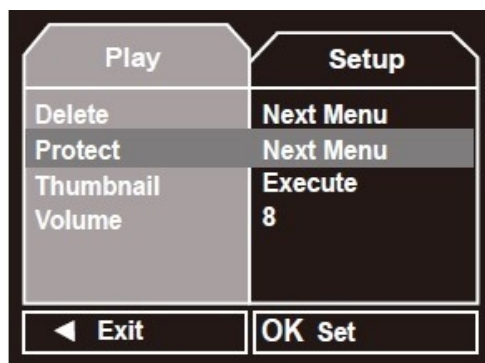 Play Setup
Delete Next Menu
Protect Next Menu
Thumbnail Execute
Volume 8
◄ Exit OK Set